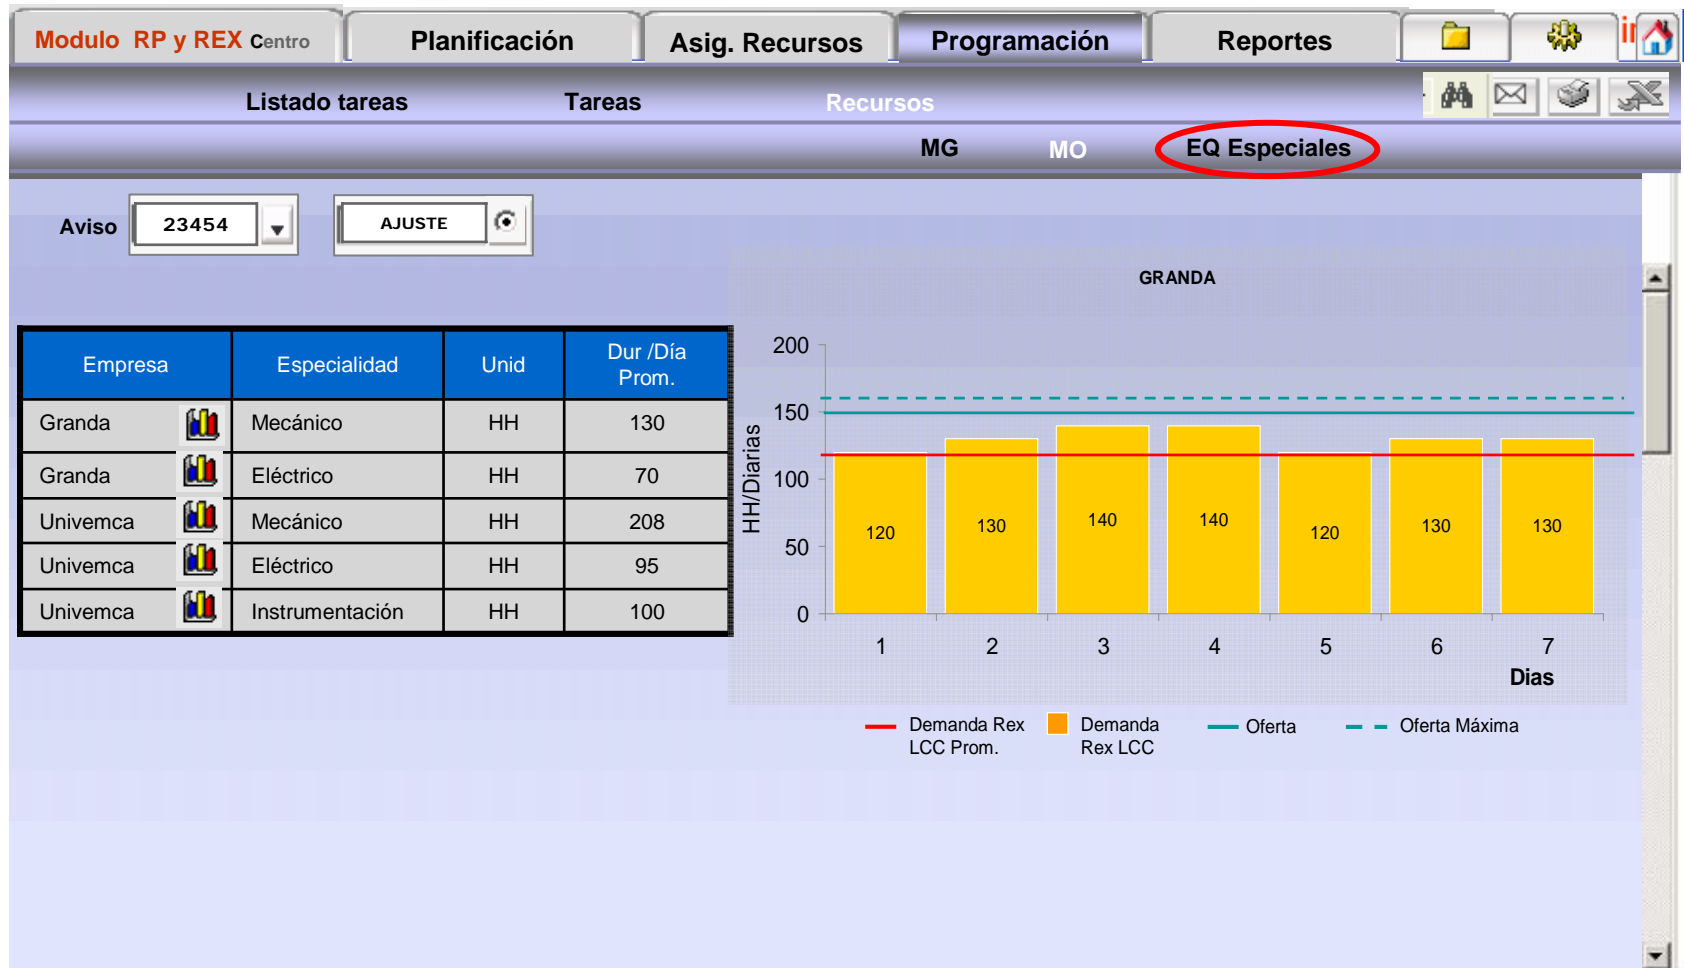 Modulo RP y REX Centro
Planificación
Asig. Recursos
Programación
Reportes
Listado tareas
Tareas
Recursos
MG
MO
EQ Especiales
Aviso
23454
AJUSTE
Empresa
Especialidad
Unid
Dur /Día
Prom.
Granda
Mecánico
HH
130
Granda
Eléctrico
HH
70
Univemca
Mecánico
HH
208
Univemca
Eléctrico
HH
95
Univemca
Instrumentación
HH
100
GRANDA
HH/Diarias
200
150
100
50
0
120
130
140
140
120
130
130
1
2
3
4
5
6
7
Dias
Demanda Rex
LCC Prom.
Demanda
Rex LCC
Oferta
Oferta Máxima